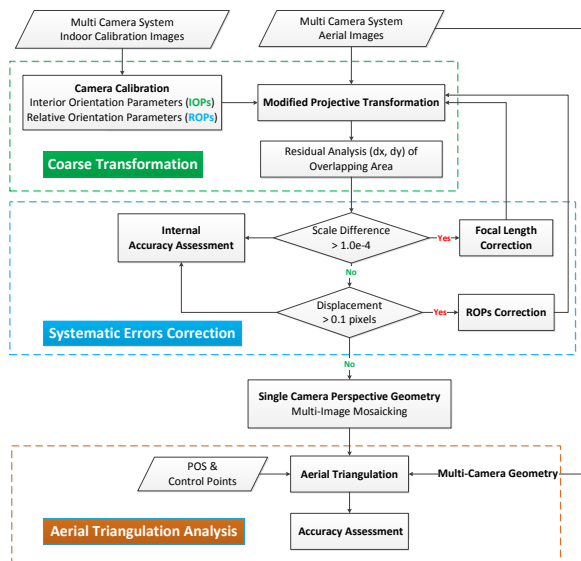 Multi Camera System
Indoor Calibration Images
Multi Camera System
Aerial Images
Camera Calibration
Interior Orientation Parameters (IOPs)
Relative Orientation Parameters (ROPs)
Modified Projective Transformation
Coarse Transformation
Residual Analysis (dx, dy) of
Overlapping Area
Internal
Accuracy Assessment
Scale Difference
> 1.0e-4
Yes
Focal Length
Correction
No
Displacement
> 0.1 pixels
Yes
ROPs Correction
Systematic Errors Correction
No
Single Camera Perspective Geometry
Multi-Image Mosaicking
POS &
Control Points
Aerial Triangulation
Multi-Camera Geometry
Accuracy Assessment
Aerial Triangulation Analysis